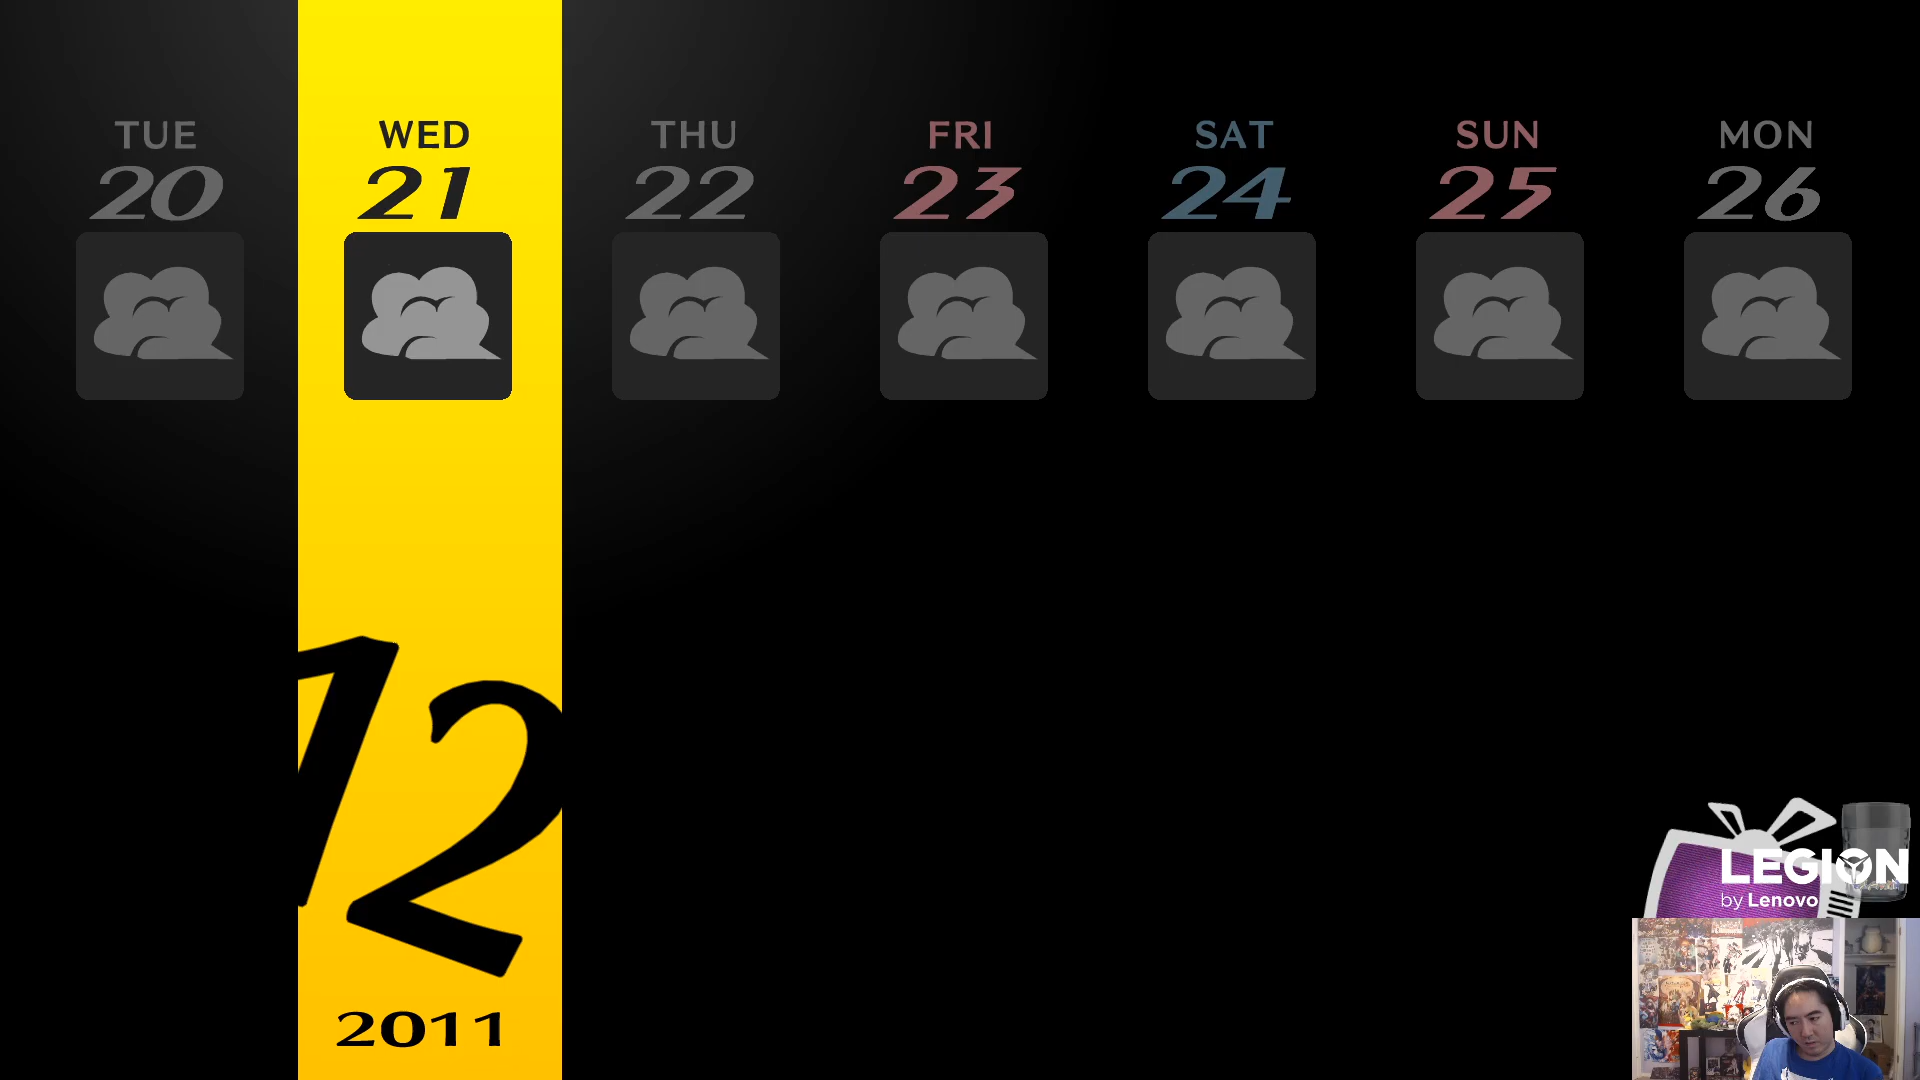 TUE WED THU FRI SAT SUN MON
20 21 22 23 24 25 26
12
2011
LEGION
by Lenovo